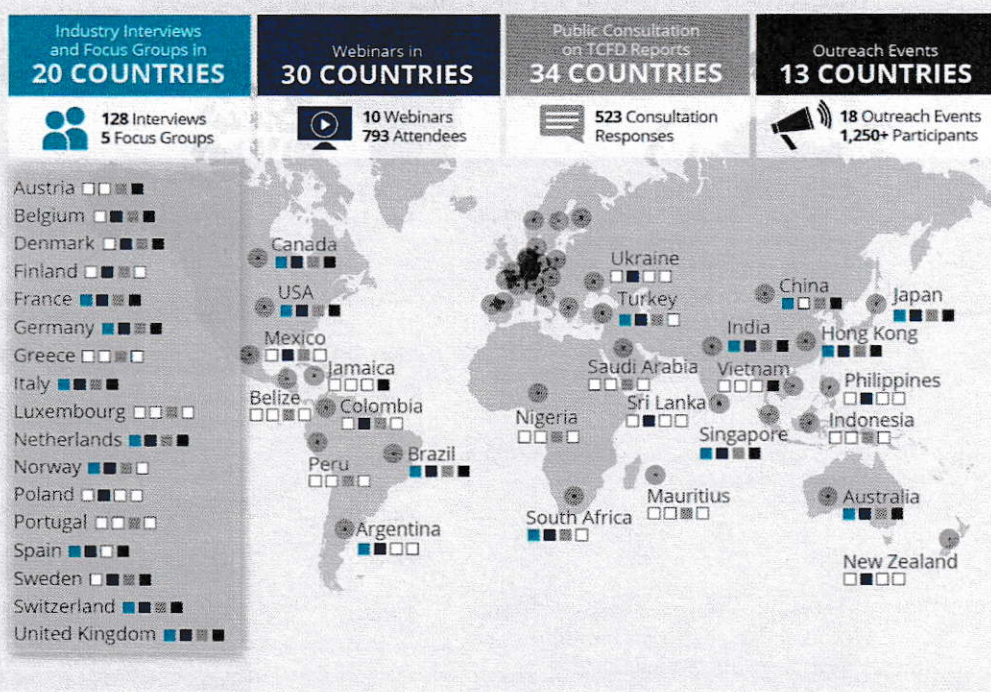 Industry Interviews
and Focus Groups in
20 COUNTRIES
128 Interviews
5 Focus Groups
Webinars in
30 COUNTRIES
10 Webinars
793 Attendees
Public Consultation
on TCFD Reports
34 COUNTRIES
523 Consultation
Responses
Outreach Events
13 COUNTRIES
18 Outreach Events
1,250+ Participants
Austria
Belgium
Denmark
Finland
France
Germany
Greece
Italy
Luxembourg
Netherlands
Norway
Poland
Portugal
Spain
Sweden
Switzerland
United Kingdom
Canada
USA
Mexico
Jamaica
Belize
Colombia
Peru
Brazil
Argentina
Ukraine
Turkey
Saudi Arabia
Nigeria
South Africa
Mauritius
China
Japan
India
Hong Kong
Vietnam
Philippines
Sri Lanka
Singapore
Indonesia
Australia
New Zealand